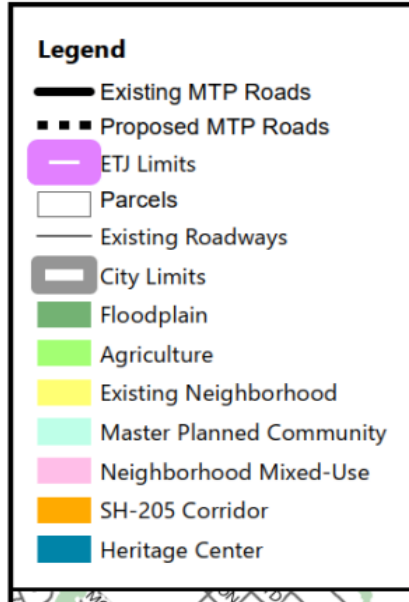 Legend
Existing MTP Roads
Proposed MTP Roads
ETJ Limits
Parcels
Existing Roadways
City Limits
Floodplain
Agriculture
Existing Neighborhood
Master Planned Community
Neighborhood Mixed-Use
SH-205 Corridor
Heritage Center